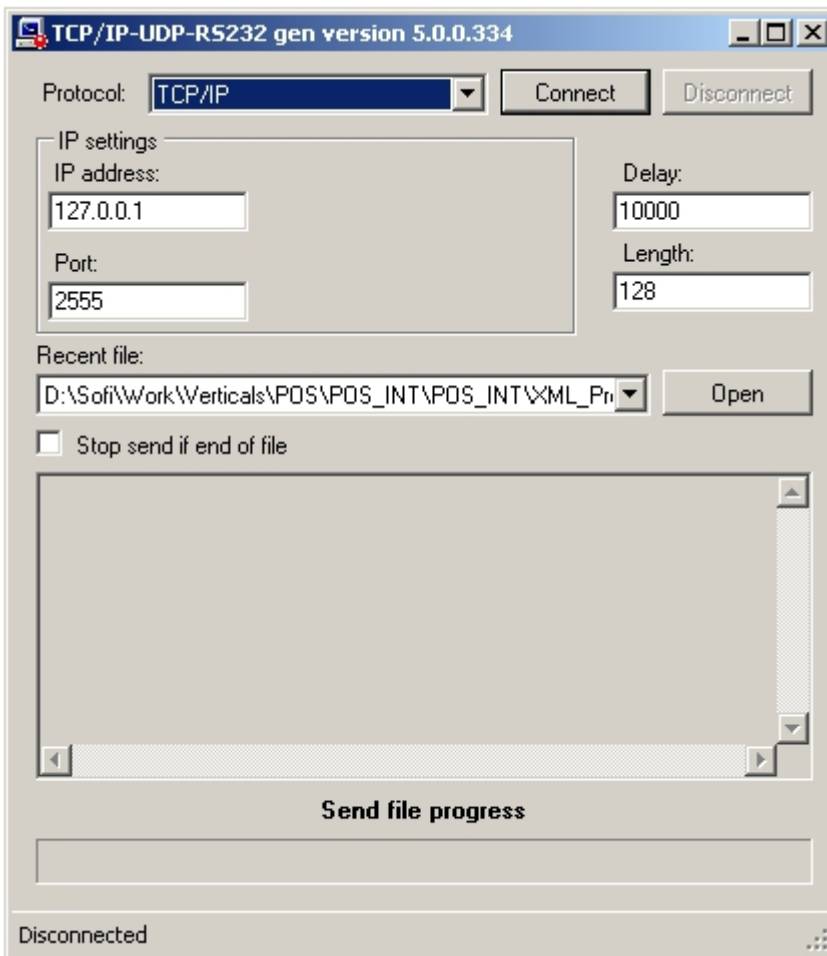 TCP/IP-UDP-RS232 gen version 5.0.0.334
Protocol: TCP/IP Connect Disconnect
IP settings
IP address: Delay:
127.0.0.1 10000
Port: Length:
2555 128
Recent file:
D:\Sofi\Work\Verticals\POS\POS_INT\POS_INT\XML_Pr Open
Stop send if end of file
Send file progress
Disconnected